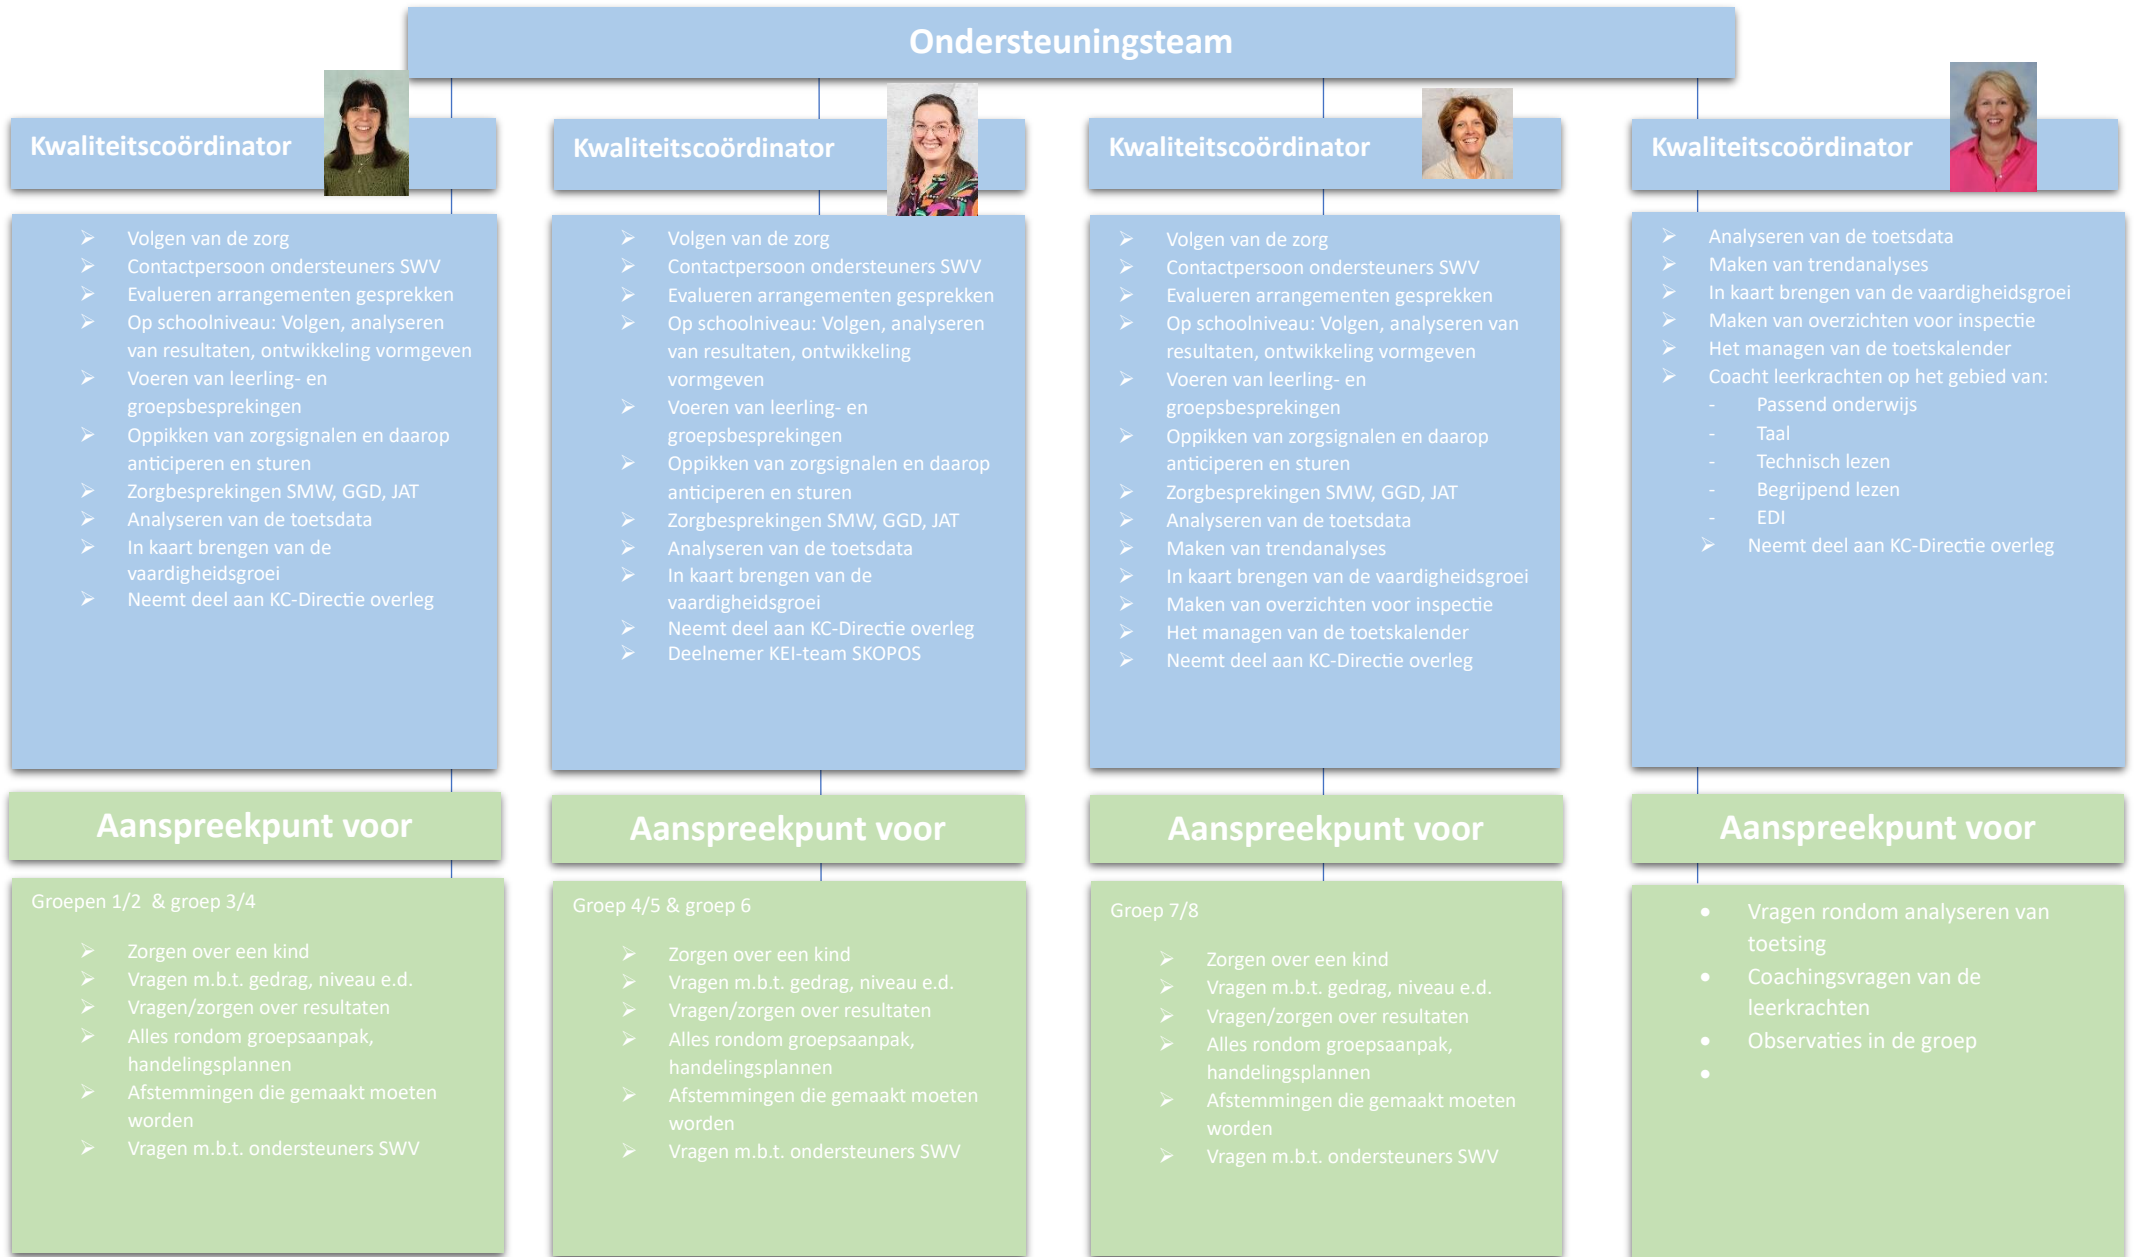 Ondersteuningsteam
Kwaliteitscoördinator
Volgen van de zorg
Contactpersoon ondersteuners SWV
Evalueren arrangementen gesprekken
Op schoolniveau: Volgen, analyseren
van resultaten, ontwikkeling vormgeven
Voeren van leerling- en
groepsbesprekingen
Oppikken van zorgsignalen en daarop
anticiperen en sturen
Zorgbesprekingen SMW, GGD, JAT
Analyseren van de toetsdata
In kaart brengen van de
vaardigheidsgroei
Neemt deel aan KC-Directie overleg
Aanspreekpunt voor
Groepen 1/2 & groep 3/4
Zorgen over een kind
Vragen m.b.t. gedrag, niveau e.d.
Vragen/zorgen over resultaten
Alles rondom groepsaanpak,
handelingsplannen
Afstemmingen die gemaakt moeten
worden
Vragen m.b.t. ondersteuners SWV
Kwaliteitscoördinator
Volgen van de zorg
Contactpersoon ondersteuners SWV
Evalueren arrangementen gesprekken
Op schoolniveau: Volgen, analyseren
van resultaten, ontwikkeling
vormgeven
Voeren van leerling- en
groepsbesprekingen
Oppikken van zorgsignalen en daarop
anticiperen en sturen
Zorgbesprekingen SMW, GGD, JAT
Analyseren van de toetsdata
In kaart brengen van de
vaardigheidsgroei
Neemt deel aan KC-Directie overleg
Deelnemer KEI-team SKOPOS
Aanspreekpunt voor
Groep 4/5 & groep 6
Zorgen over een kind
Vragen m.b.t. gedrag, niveau e.d.
Vragen/zorgen over resultaten
Alles rondom groepsaanpak,
handelingsplannen
Afstemmingen die gemaakt moeten
worden
Vragen m.b.t. ondersteuners SWV
Kwaliteitscoördinator
Volgen van de zorg
Contactpersoon ondersteuners SWV
Evalueren arrangementen gesprekken
Op schoolniveau: Volgen, analyseren van
resultaten, ontwikkeling vormgeven
Voeren van leerling- en
groepsbesprekingen
Oppikken van zorgsignalen en daarop
anticiperen en sturen
Zorgbesprekingen SMW, GGD, JAT
Analyseren van de toetsdata
Maken van trendanalyses
In kaart brengen van de vaardigheidsgroei
Maken van overzichten voor inspectie
Het managen van de toetskalender
Neemt deel aan KC-Directie overleg
Aanspreekpunt voor
Groep 7/8
Zorgen over een kind
Vragen m.b.t. gedrag, niveau e.d.
Vragen/zorgen over resultaten
Alles rondom groepsaanpak,
handelingsplannen
Afstemmingen die gemaakt moeten
worden
Vragen m.b.t. ondersteuners SWV
Kwaliteitscoördinator
Analyseren van de toetsdata
Maken van trendanalyses
In kaart brengen van de vaardigheidsgroei
Maken van overzichten voor inspectie
Het managen van de toetskalender
Coacht leerkrachten op het gebied van:
- Passend onderwijs
- Taal
- Technisch lezen
- Begrijpend lezen
- EDI
Neemt deel aan KC-Directie overleg
Aanspreekpunt voor
Vragen rondom analyseren van
toetsing
Coachingsvragen van de
leerkrachten
Observaties in de groep